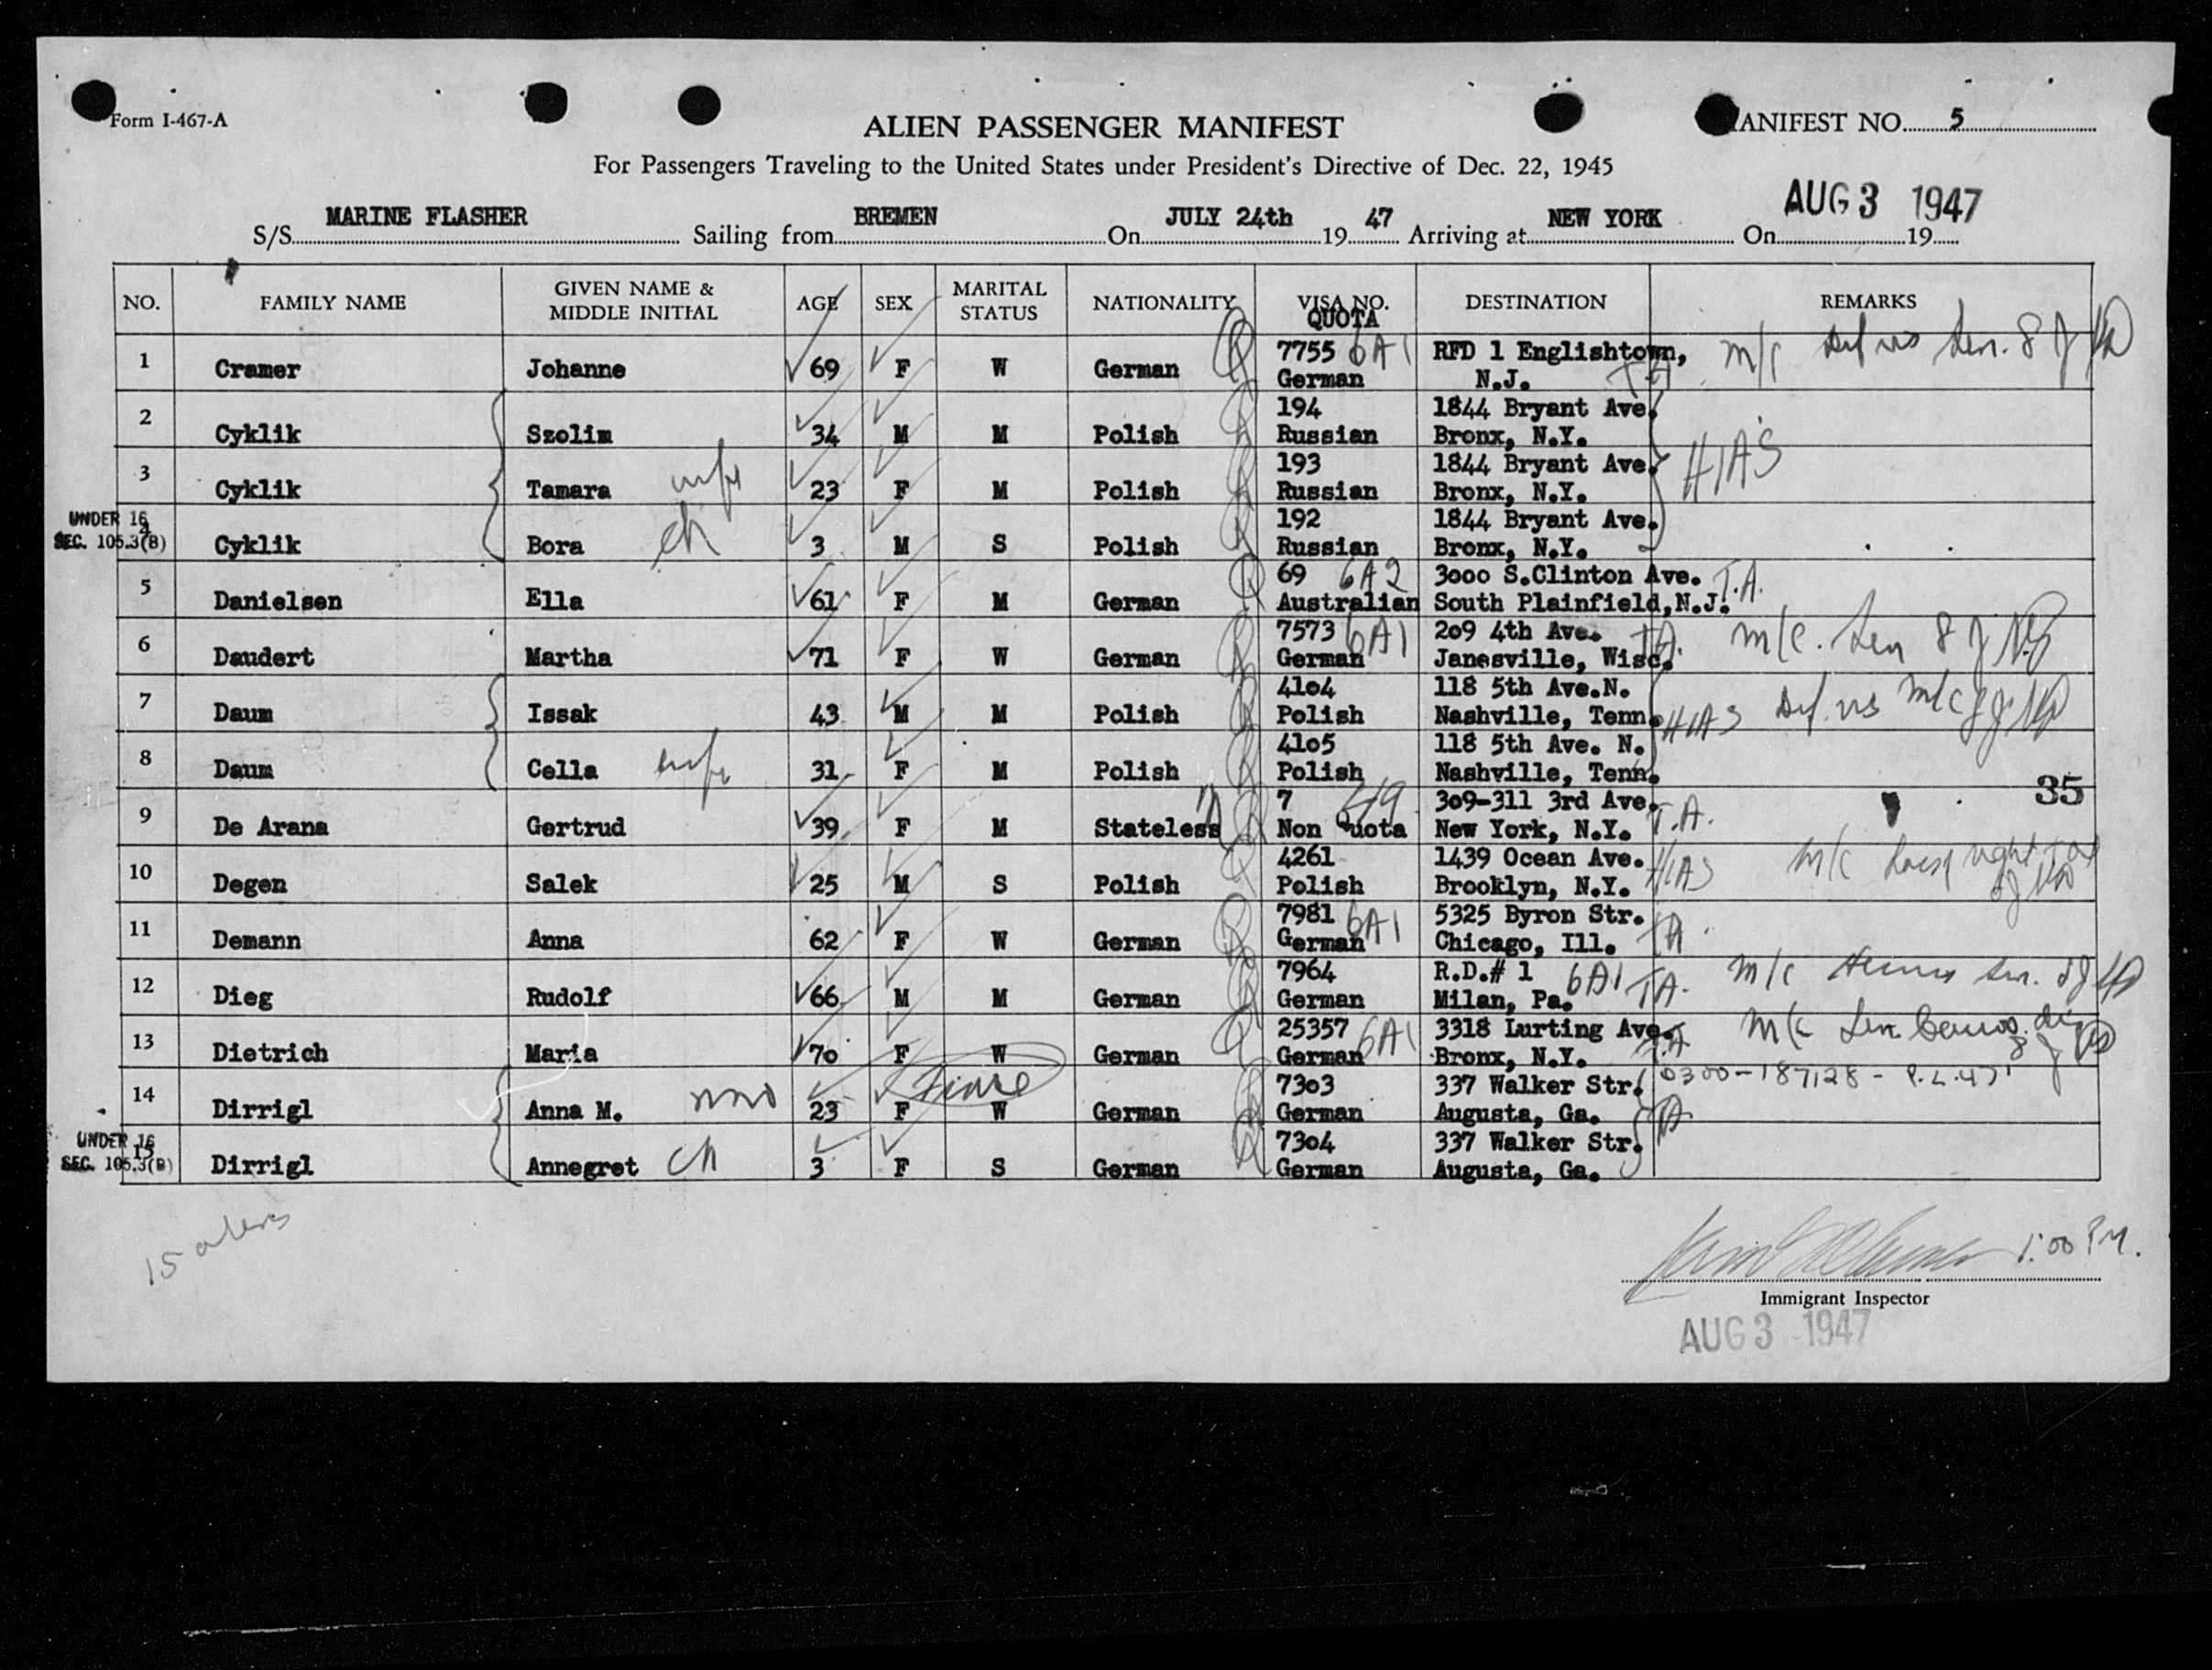 Form I-467-A
ALIEN PASSENGER MANIFEST
MANIFEST NO. 5
For Passengers Traveling to the United States under President's Directive of Dec. 22, 1945
S/S MARINE FLASHER Sailing from BREMEN On JULY 24th 19 47 Arriving at NEW YORK On AUG 3 1947 19
NO. FAMILY NAME GIVEN NAME & MIDDLE INITIAL AGE SEX MARITAL STATUS NATIONALITY VISA NO. QUOTA DESTINATION REMARKS
1 Cramer Johanne 69 F W German 7755 6A1 RFD 1 Englishtown, m/c
German N.J. TA
2 Cyklik Szolim 34 M M Polish 194 1844 Bryant Ave.
Russian Bronx, N.Y.
3 Cyklik Tamara wife 23 F M Polish 193 1844 Bryant Ave. HIAS
Russian Bronx, N.Y.
UNDER 16 SEC. 105.3(B)
4 Cyklik Bora ch 3 M S Polish 192 1844 Bryant Ave.
Russian Bronx, N.Y.
5 Danielsen Ella 61 F M German 69 6A2 3000 S.Clinton Ave. T.A.
Australian South Plainfield,N.J.
6 Daudert Martha 71 F W German 7573 6A1 209 4th Ave. TA. m/c.
German Janesville, Wisc.
7 Daum Issak 43 M M Polish 4104 118 5th Ave.N. m/c
Polish Nashville, Tenn. HIAS
8 Daum Cella wife 31 F M Polish 4105 118 5th Ave. N.
Polish Nashville, Tenn.
35
9 De Arana Gertrud 39 F M Stateless 7 309-311 3rd Ave. T.A.
Non Quota New York, N.Y.
10 Degen Salek 25 M S Polish 4261 1439 Ocean Ave. HIAS m/c
Polish Brooklyn, N.Y.
11 Demann Anna 62 F W German 7981 6A1 5325 Byron Str. TA
German Chicago, Ill.
12 Dieg Rudolf 66 M M German 7964 R.D.# 1 6A1 TA. m/c
German Milan, Pa.
13 Dietrich Maria 70 F W German 25357 6A1 3318 Lurting Ave. T.A m/c
German Bronx, N.Y.
14 Dirrigl Anna M. 23 F W German 7303 337 Walker Str. 0300-187128 - P.L.471
German Augusta, Ga. TA
UNDER 16 SEC. 105.3(B)
15 Dirrigl Annegret ch 3 F S German 7304 337 Walker Str.
German Augusta, Ga.
15 aliens
1:00 P.M.
Immigrant Inspector
AUG 3 1947